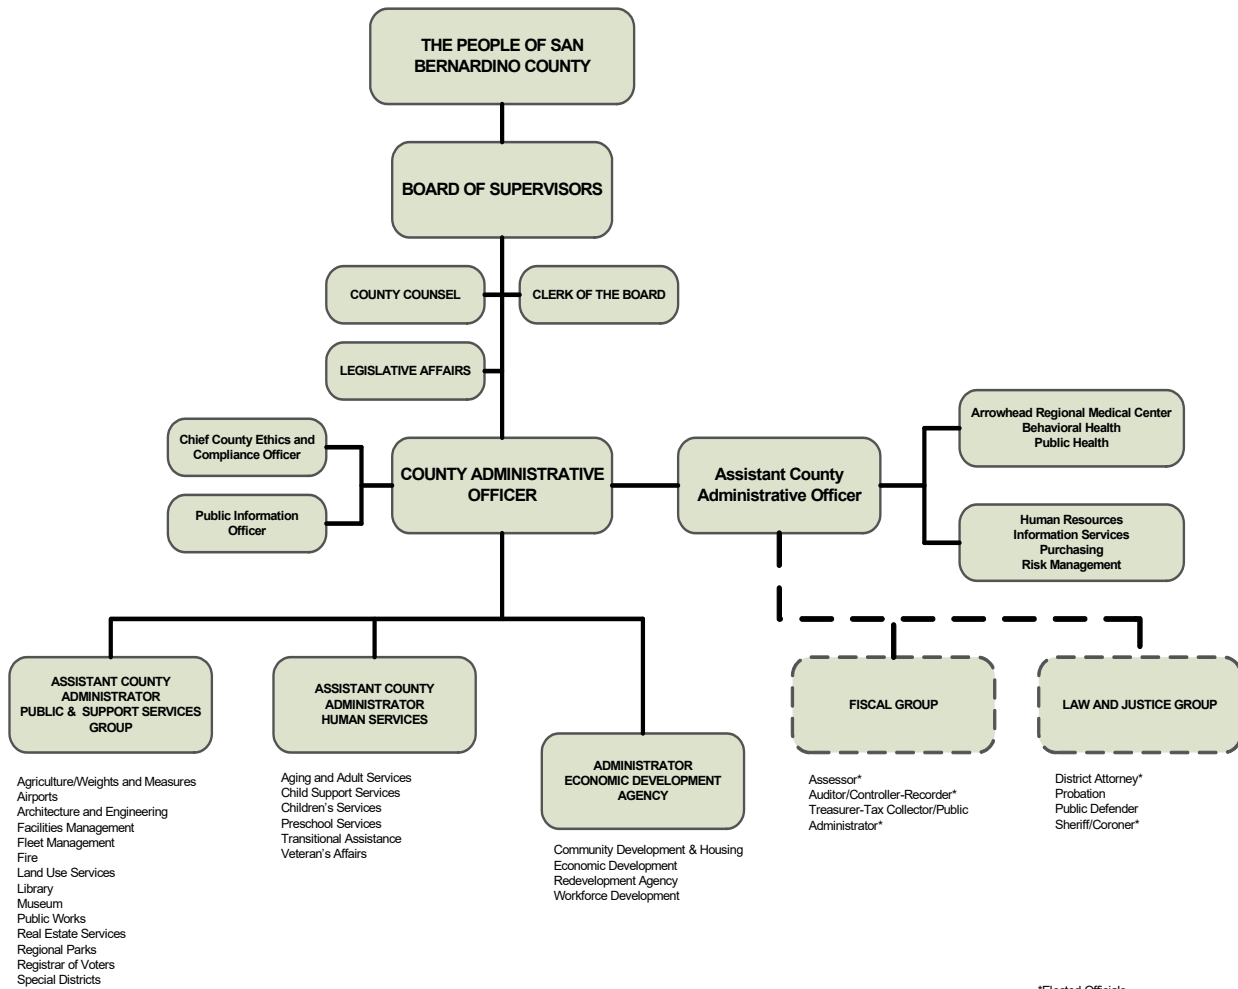 THE PEOPLE OF SAN
BERNARDINO COUNTY
BOARD OF SUPERVISORS
COUNTY COUNSEL
CLERK OF THE BOARD
LEGISLATIVE AFFAIRS
Chief County Ethics and
Compliance Officer
Public Information
Officer
COUNTY ADMINISTRATIVE
OFFICER
Assistant County
Administrative Officer
Arrowhead Regional Medical Center
Behavioral Health
Public Health
Human Resources
Information Services
Purchasing
Risk Management
ASSISTANT COUNTY
ADMINISTRATOR
PUBLIC & SUPPORT SERVICES
GROUP
Agriculture/Weights and Measures
Airports
Architecture and Engineering
Facilities Management
Fleet Management
Fire
Land Use Services
Library
Museum
Public Works
Real Estate Services
Regional Parks
Registrar of Voters
Special Districts
ASSISTANT COUNTY
ADMINISTRATOR
HUMAN SERVICES
Aging and Adult Services
Child Support Services
Children's Services
Preschool Services
Transitional Assistance
Veteran's Affairs
ADMINISTRATOR
ECONOMIC DEVELOPMENT
AGENCY
Community Development & Housing
Economic Development
Redevelopment Agency
Workforce Development
FISCAL GROUP
Assessor*
Auditor/Controller-Recorder*
Treasurer-Tax Collector/Public
Administrator*
LAW AND JUSTICE GROUP
District Attorney*
Probation
Public Defender
Sheriff/Coroner*
*Elected Officials